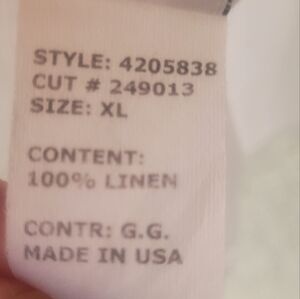 STYLE: 4205838
CUT # 249013
SIZE: XL
CONTENT:
100% LINEN
CONTR: G.G.
MADE IN USA